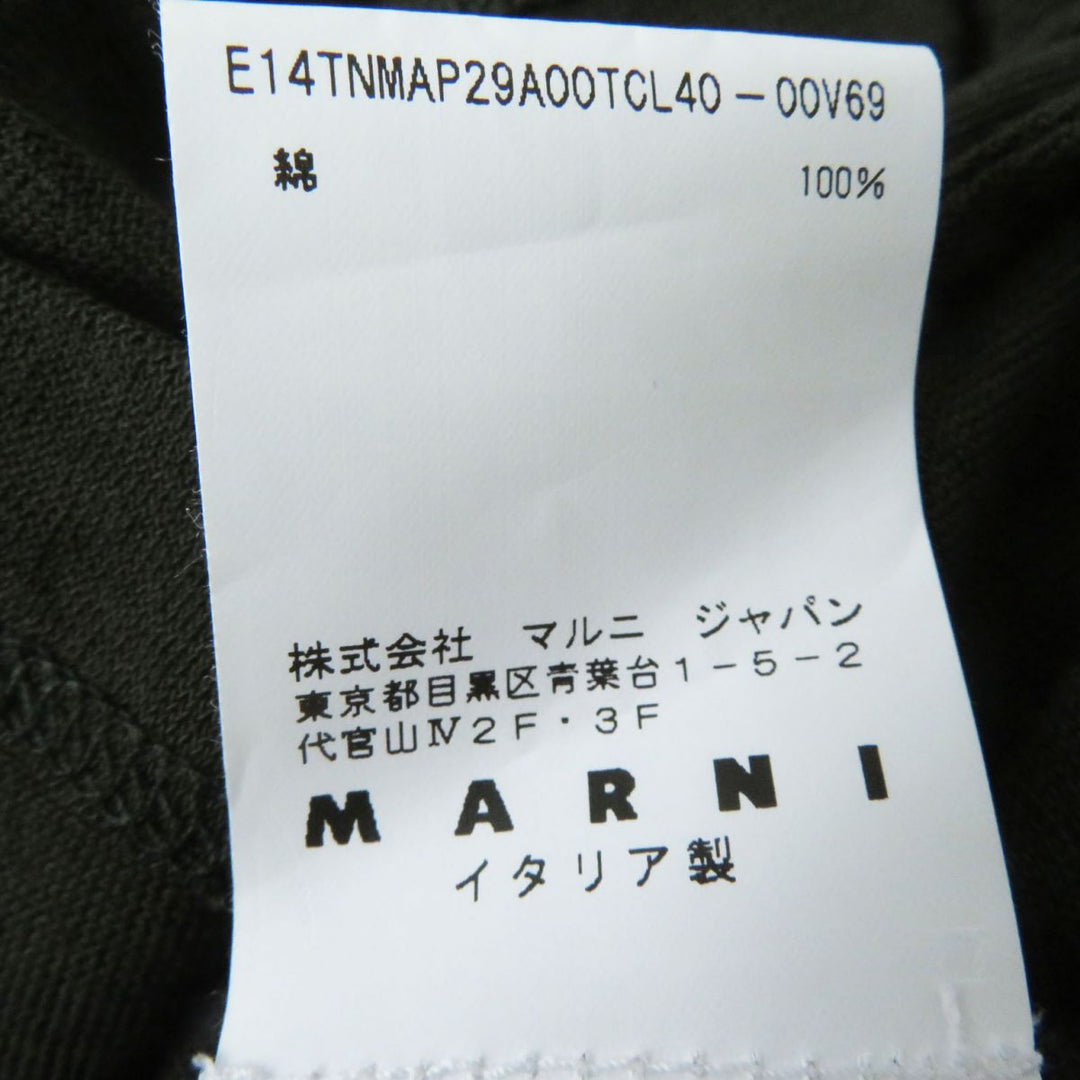 E14TNMAP29A00TCL40-00V69
綿 100%
株式会社 マルニ ジャパン
東京都目黒区青葉台1-5-2
代官山Ⅳ2F・3F
MARNI
イタリア製